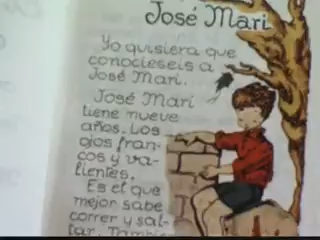 José Mari
Yo quisiera que
conocieseis a
José Mari.
José Mari
tiene nueve
años. Los
ojos fran-
cos y va-
lientes.
Es el que
mejor sabe
correr y sal-
tar. También